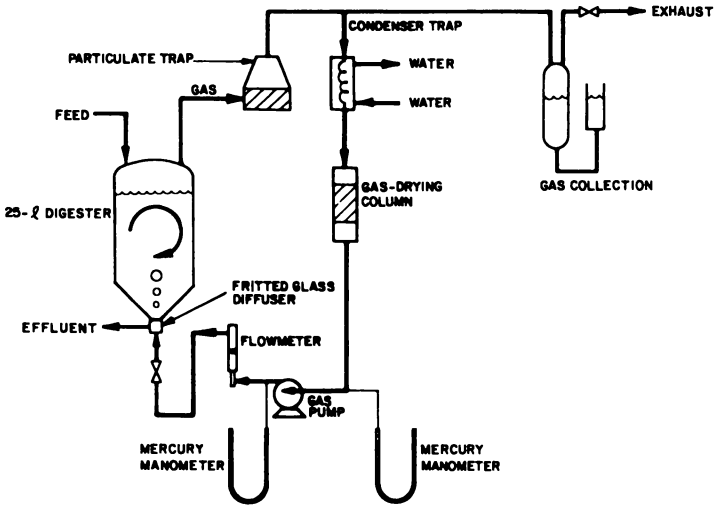 EXHAUST
CONDENSER TRAP
PARTICULATE TRAP
WATER
GAS
WATER
FEED
GAS-DRYING
COLUMN
GAS COLLECTION
25-ℓ DIGESTER
FRITTED GLASS
DIFFUSER
EFFLUENT
FLOWMETER
GAS
PUMP
MERCURY
MANOMETER
MERCURY
MANOMETER